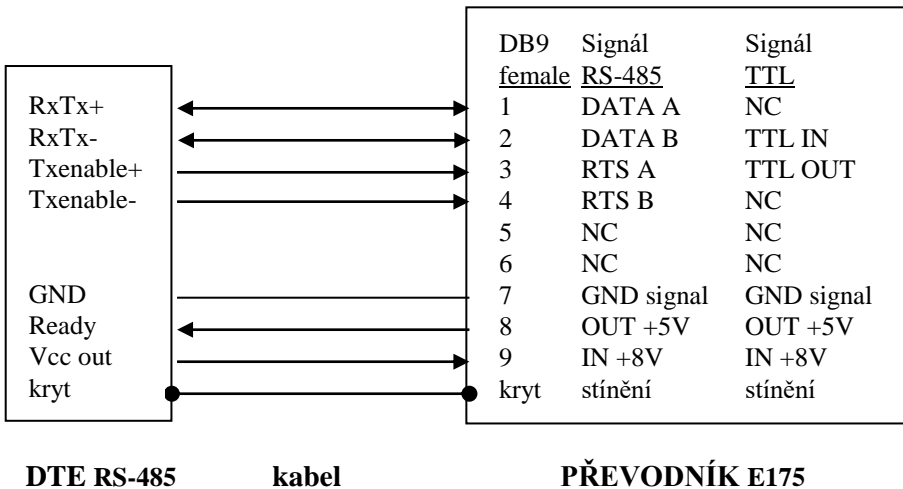 DB9 Signál Signál
female RS-485 TTL
RxTx+ 1 DATA A NC
RxTx- 2 DATA B TTL IN
Txenable+ 3 RTS A TTL OUT
Txenable- 4 RTS B NC
5 NC NC
6 NC NC
GND 7 GND signal GND signal
Ready 8 OUT +5V OUT +5V
Vcc out 9 IN +8V IN +8V
kryt kryt stínění stínění
DTE RS-485 kabel PŘEVODNÍK E175